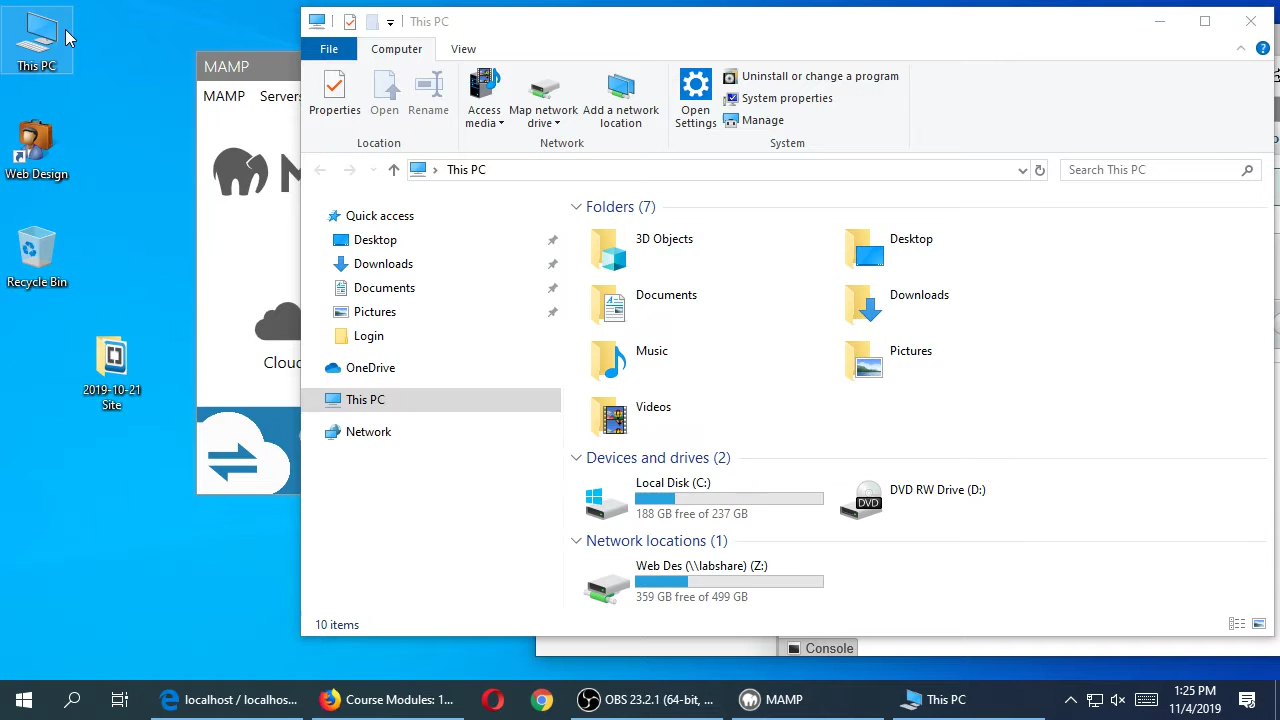 This PC
Web Design
Recycle Bin
2019-10-21
Site
MAMP
MAMP Servers
M
Cloud
This PC
File
Computer
View
Properties
Open
Rename
Location
Access
media
Map network
drive
Add a network
location
Network
Open
Settings
Uninstall or change a program
System properties
Manage
System
This PC
Search This PC
Quick access
Desktop
Downloads
Documents
Pictures
Login
OneDrive
This PC
Network
Folders (7)
3D Objects
Desktop
Documents
Downloads
Music
Pictures
Videos
Devices and drives (2)
Local Disk (C:)
188 GB free of 237 GB
DVD
DVD RW Drive (D:)
Network locations (1)
Web Des (\\labshare) (Z:)
359 GB free of 499 GB
10 items
Console
localhost / localhos...
Course Modules: 1...
OBS 23.2.1 (64-bit, ...
MAMP
This PC
1:25 PM
11/4/2019